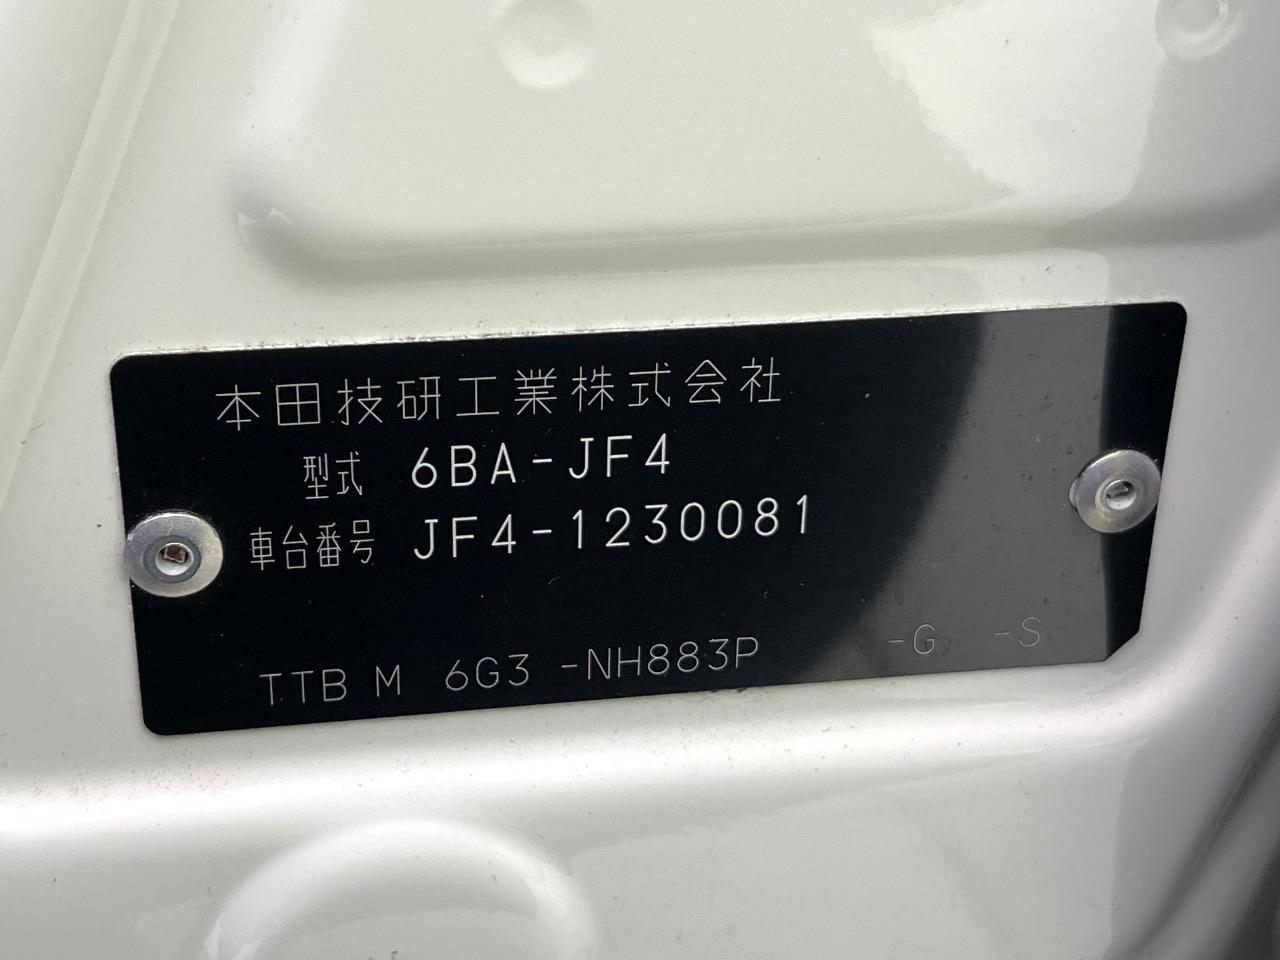 本田技研工業株式会社
型式 6BA-JF4
車台番号 JF4-1230081
TTB M 6G3 -NH883P -G -S